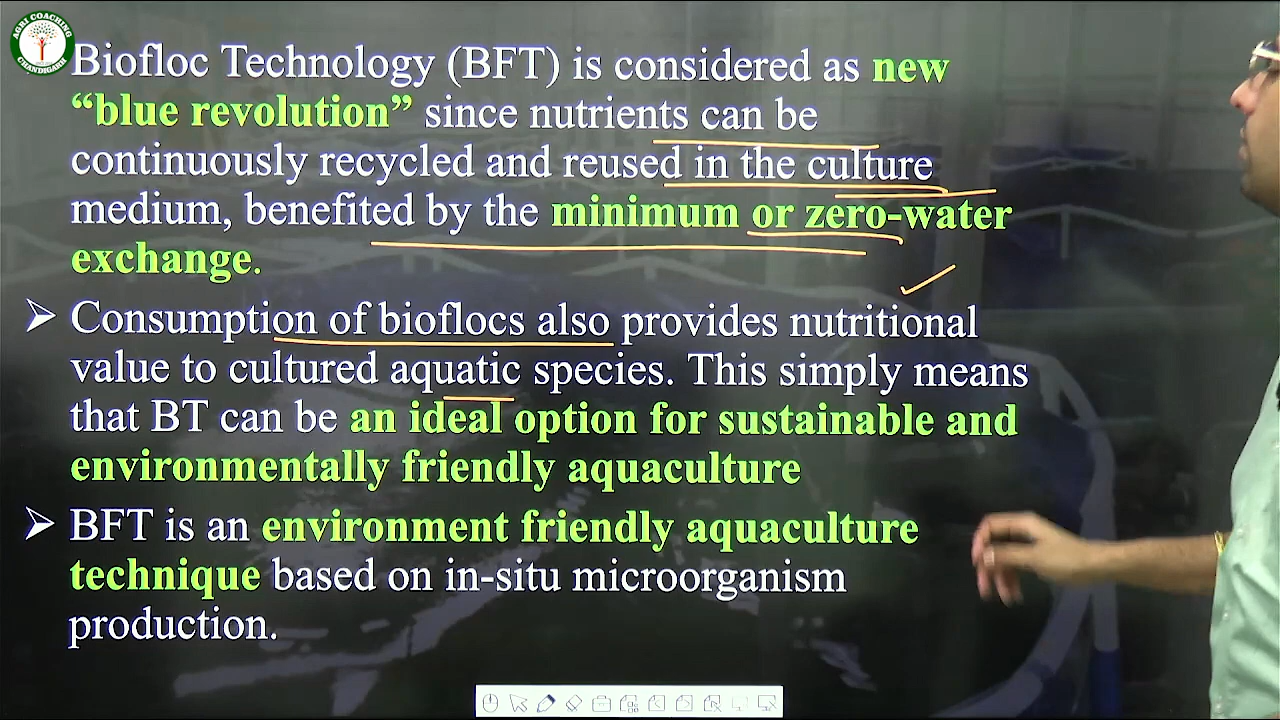 AGRI COACHING
CHANDIGARH
Biofloc Technology (BFT) is considered as new
“blue revolution” since nutrients can be
continuously recycled and reused in the culture
medium, benefited by the minimum or zero-water
exchange.
Consumption of bioflocs also provides nutritional
value to cultured aquatic species. This simply means
that BT can be an ideal option for sustainable and
environmentally friendly aquaculture
BFT is an environment friendly aquaculture
technique based on in-situ microorganism
production.